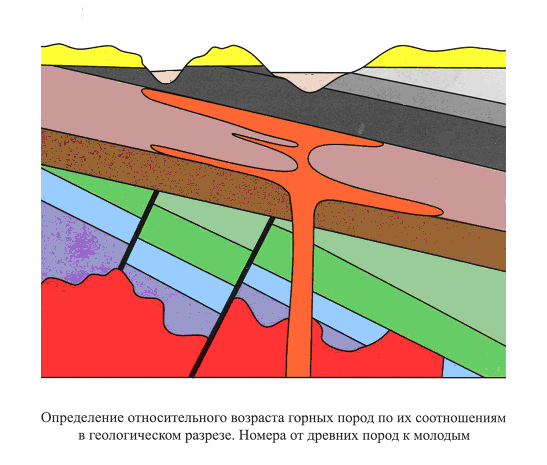 Определение относительного возраста горных пород по их соотношениям
в геологическом разрезе. Номера от древних пород к молодым